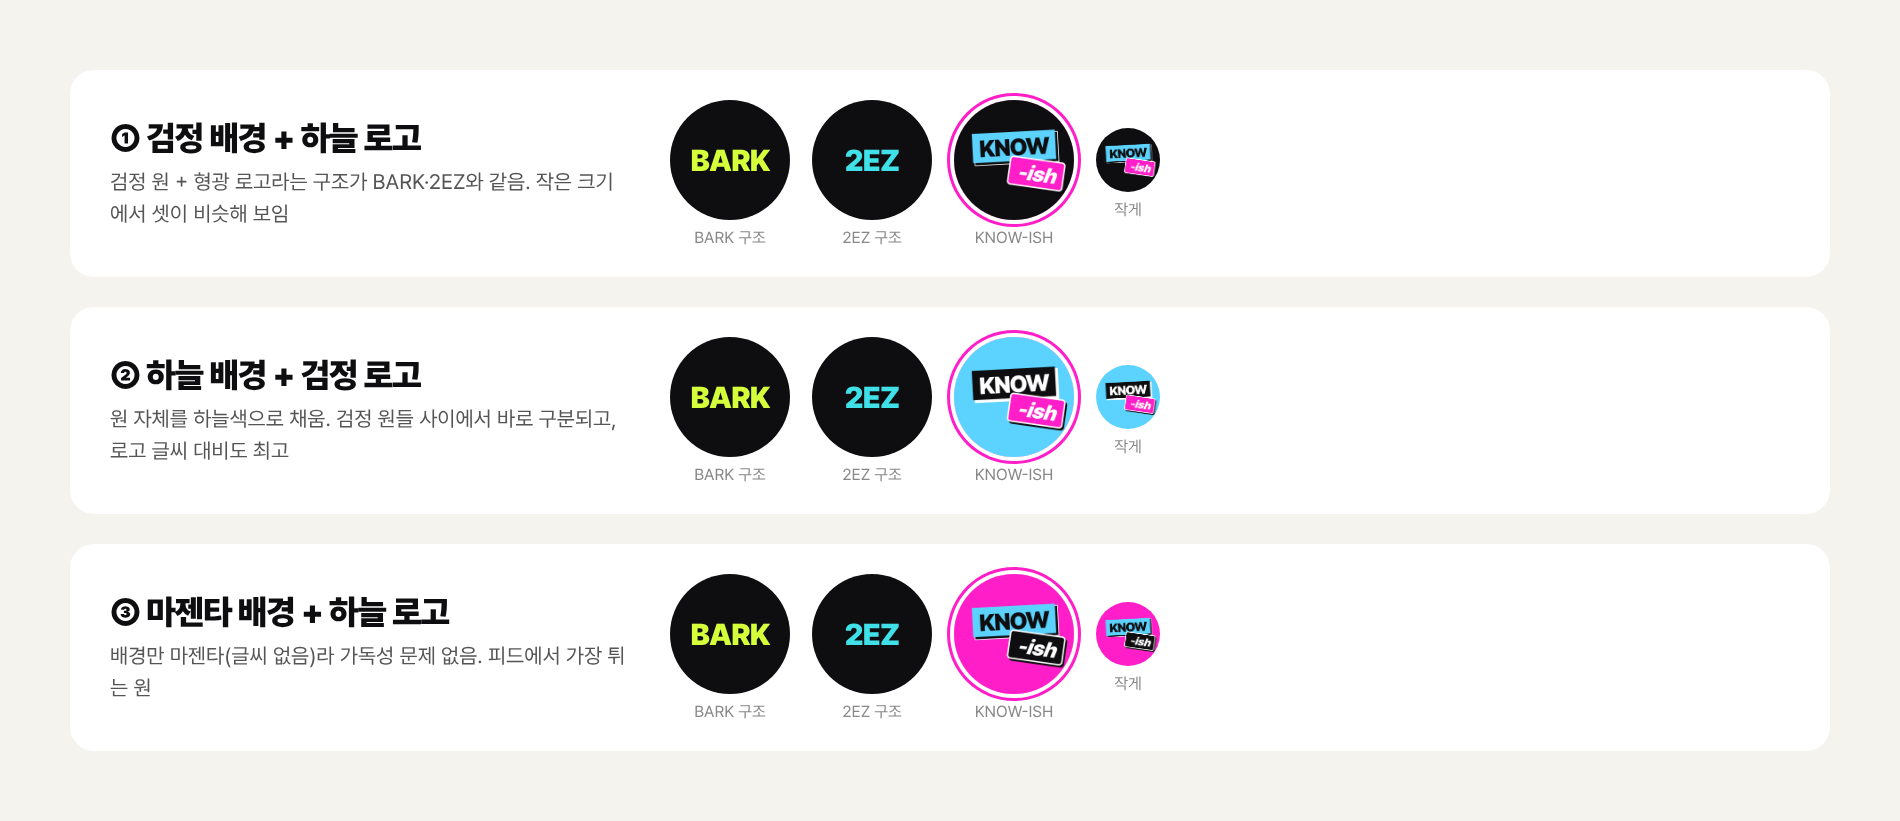 ① 검정 배경 + 하늘 로고
검정 원 + 형광 로고라는 구조가 BARK·2EZ와 같음. 작은 크기
에서 셋이 비슷해 보임
BARK
2EZ
KNOW
-ish
KNOW
-ish
작게
BARK 구조
2EZ 구조
KNOW-ISH
② 하늘 배경 + 검정 로고
원 자체를 하늘색으로 채움. 검정 원들 사이에서 바로 구분되고,
로고 글씨 대비도 최고
BARK
2EZ
KNOW
-ish
KNOW
-ish
작게
BARK 구조
2EZ 구조
KNOW-ISH
③ 마젠타 배경 + 하늘 로고
배경만 마젠타(글씨 없음)라 가독성 문제 없음. 피드에서 가장 튀
는 원
BARK
2EZ
KNOW
-ish
KNOW
-ish
작게
BARK 구조
2EZ 구조
KNOW-ISH